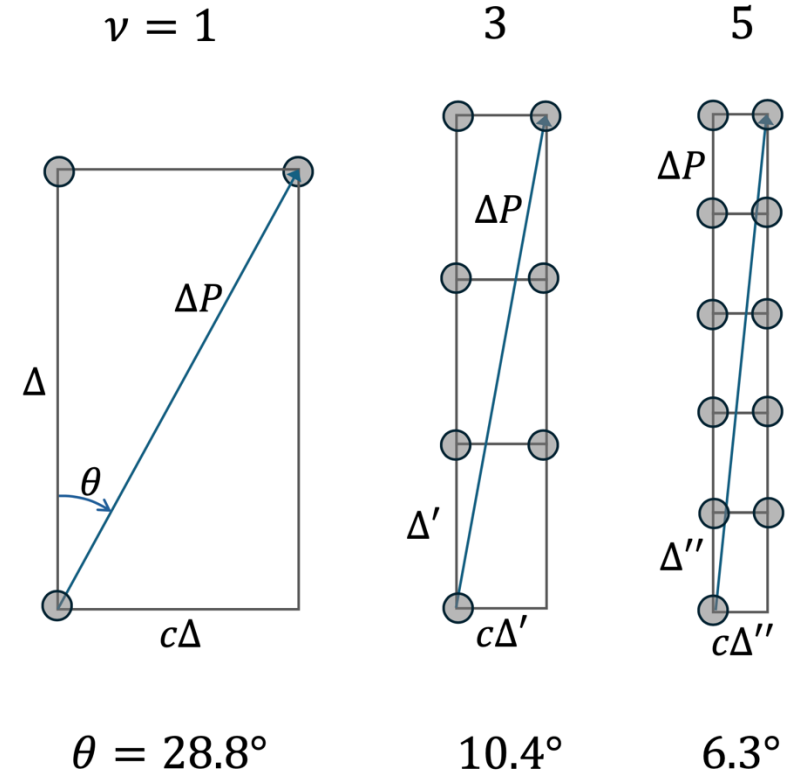 𝜈 = 1 3 5
Δ𝑃
Δ𝑃
Δ𝑃
Δ
𝜃
Δ′
Δ′′
𝑐Δ
𝑐Δ′
𝑐Δ′′
𝜃 = 28.8° 10.4° 6.3°